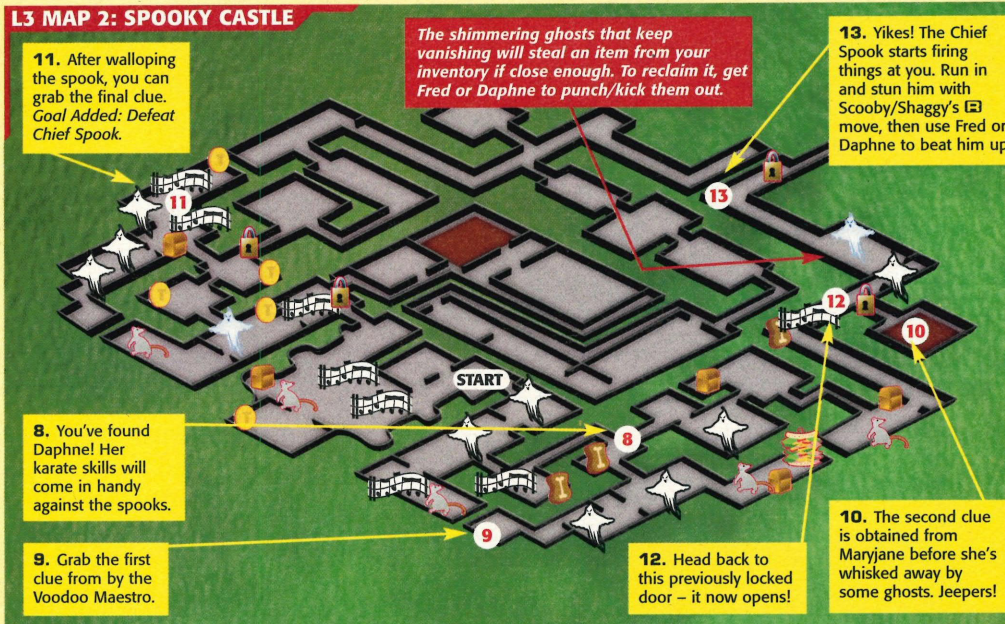 L3 MAP 2: SPOOKY CASTLE
11. After walloping
the spook, you can
grab the final clue.
Goal Added: Defeat
Chief Spook.
The shimmering ghosts that keep
vanishing will steal an item from your
inventory if close enough. To reclaim it, get
Fred or Daphne to punch/kick them out.
13. Yikes! The Chief
Spook starts firing
things at you. Run in
and stun him with
Scooby/Shaggy's R
move, then use Fred or
Daphne to beat him up
11
13
12
10
START
8
9
8. You've found
Daphne! Her
karate skills will
come in handy
against the spooks.
9. Grab the first
clue from by the
Voodoo Maestro.
12. Head back to
this previously locked
door – it now opens!
10. The second clue
is obtained from
Maryjane before she's
whisked away by
some ghosts. Jeepers!